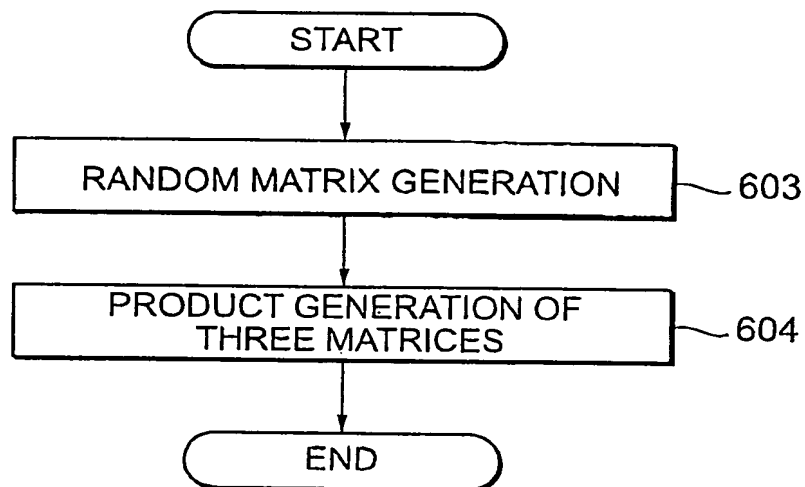 START
RANDOM MATRIX GENERATION
603
PRODUCT GENERATION OF
THREE MATRICES
604
END